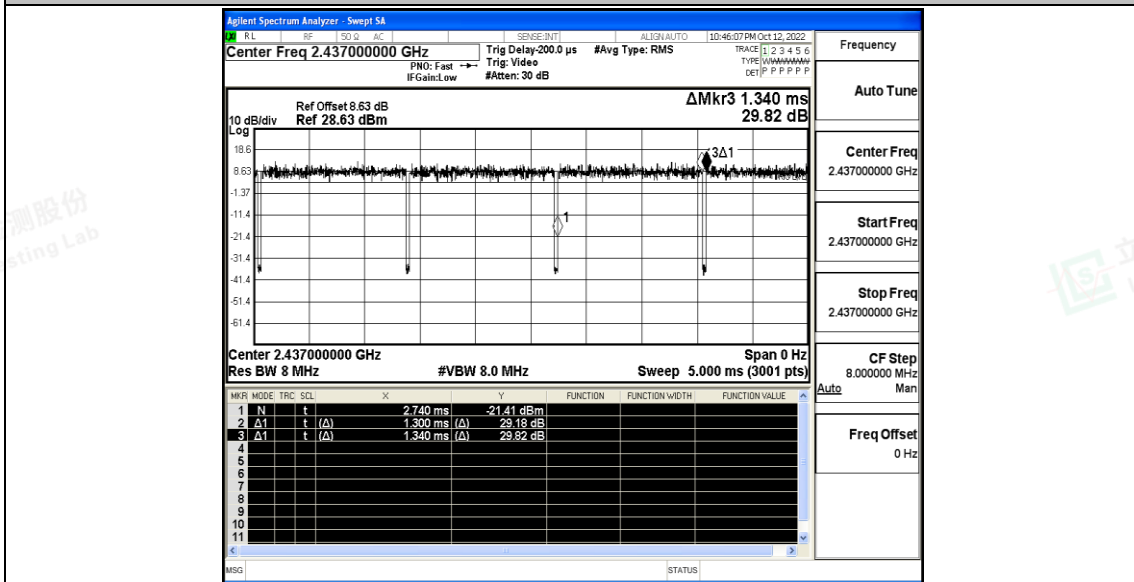 Agilent Spectrum Analyzer - Swept SA
RL RF 50 Ω AC SENSE:INT ALIGN AUTO 10:46:07 PM Oct 12, 2022
Center Freq 2.437000000 GHz
PNO: Fast
IFGain:Low
Trig Delay-200.0 µs
Trig: Video
#Atten: 30 dB
#Avg Type: RMS
TRACE 1 2 3 4 5 6
TYPE
DET P P P P P P
ΔMkr3 1.340 ms
29.82 dB
Ref Offset 8.63 dB
Ref 28.63 dBm
10 dB/div
Log
18.6
8.63
-1.37
-11.4
-21.4
-31.4
-41.4
-51.4
-61.4
3Δ1
1
Center 2.437000000 GHz
Span 0 Hz
Res BW 8 MHz
#VBW 8.0 MHz
Sweep 5.000 ms (3001 pts)
MKR MODE TRC SCL X Y FUNCTION FUNCTION WIDTH FUNCTION VALUE
1 N t 2.740 ms -21.41 dBm
2 Δ1 t (Δ) 1.300 ms (Δ) 29.18 dB
3 Δ1 t (Δ) 1.340 ms (Δ) 29.82 dB
4
5
6
7
8
9
10
11
MSG
STATUS
Frequency
Auto Tune
Center Freq
2.437000000 GHz
Start Freq
2.437000000 GHz
Stop Freq
2.437000000 GHz
CF Step
8.000000 MHz
Auto Man
Freq Offset
0 Hz
测股份
sting Lab